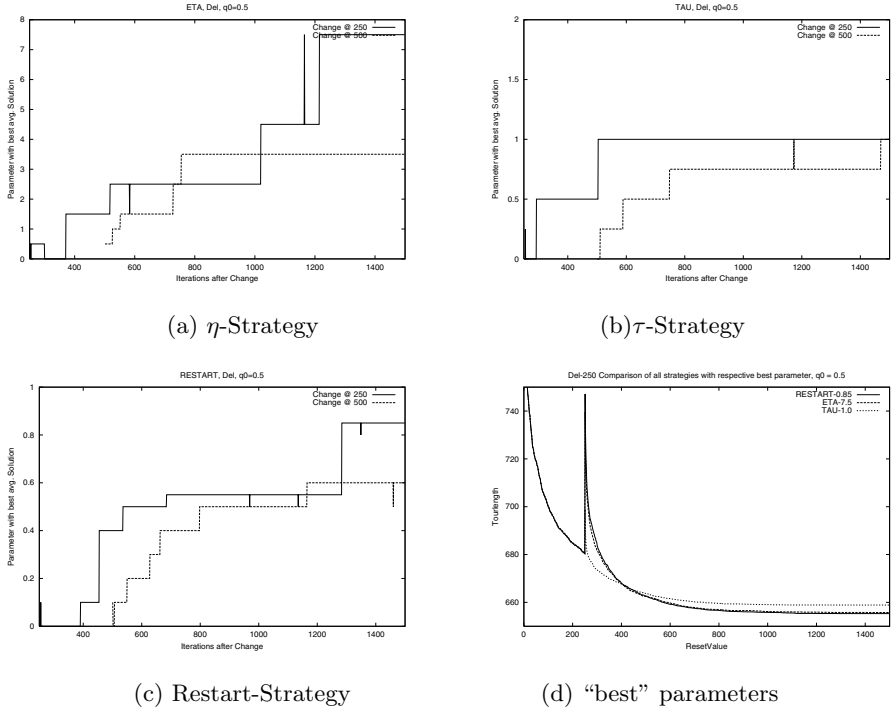 ETA, Del, q0=0.5
Change @ 250
Change @ 500
Parameter with best avg. Solution
8
7
6
5
4
3
2
1
0
400 600 800 1000 1200 1400
Iterations after Change
(a) η-Strategy
TAU, Del, q0=0.5
Change @ 250
Change @ 500
Parameter with best avg. Solution
2
1.5
1
0.5
0
400 600 800 1000 1200 1400
Iterations after Change
(b)τ-Strategy
RESTART, Del, q0=0.5
Change @ 250
Change @ 500
Parameter with best avg. Solution
1
0.8
0.6
0.4
0.2
0
400 600 800 1000 1200 1400
Iterations after Change
(c) Restart-Strategy
Del-250 Comparison of all strategies with respective best parameter, q0 = 0.5
RESTART-0.85
ETA-7.5
TAU-1.0
Tourlength
740
720
700
680
660
0 200 400 600 800 1000 1200 1400
ResetValue
(d) “best” parameters